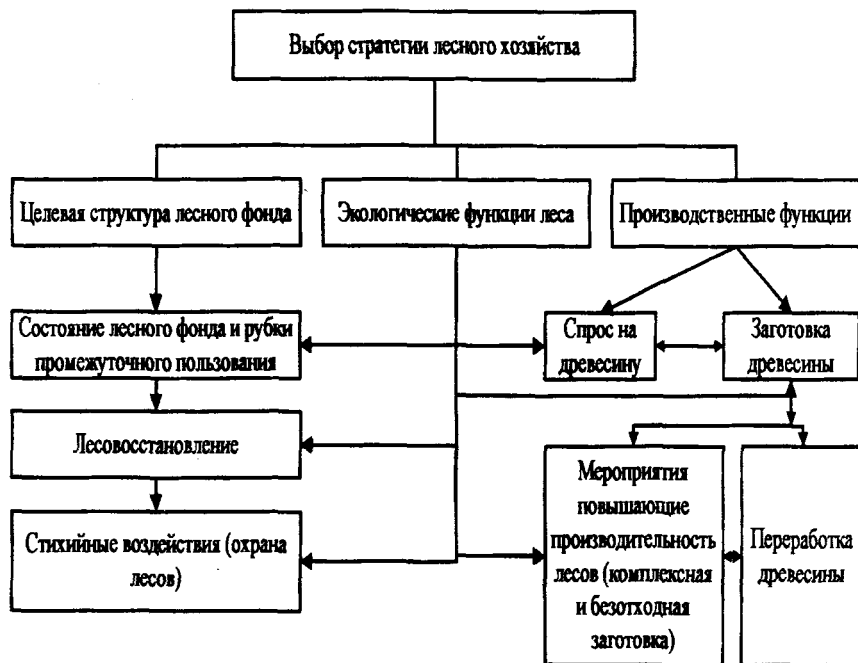 Выбор стратегии лесного хозяйства
Целевая структура лесного фонда
Экологические функции леса
Производственные функции
Состояние лесного фонда и рубки
промежуточного пользования
Спрос на
древесину
Заготовка
древесины
Лесовосстановление
Стихийные воздействия (охрана
лесов)
Мероприятия
повышающие
производительность
лесов (комплексная
и безотходная
заготовка)
Переработка
древесины